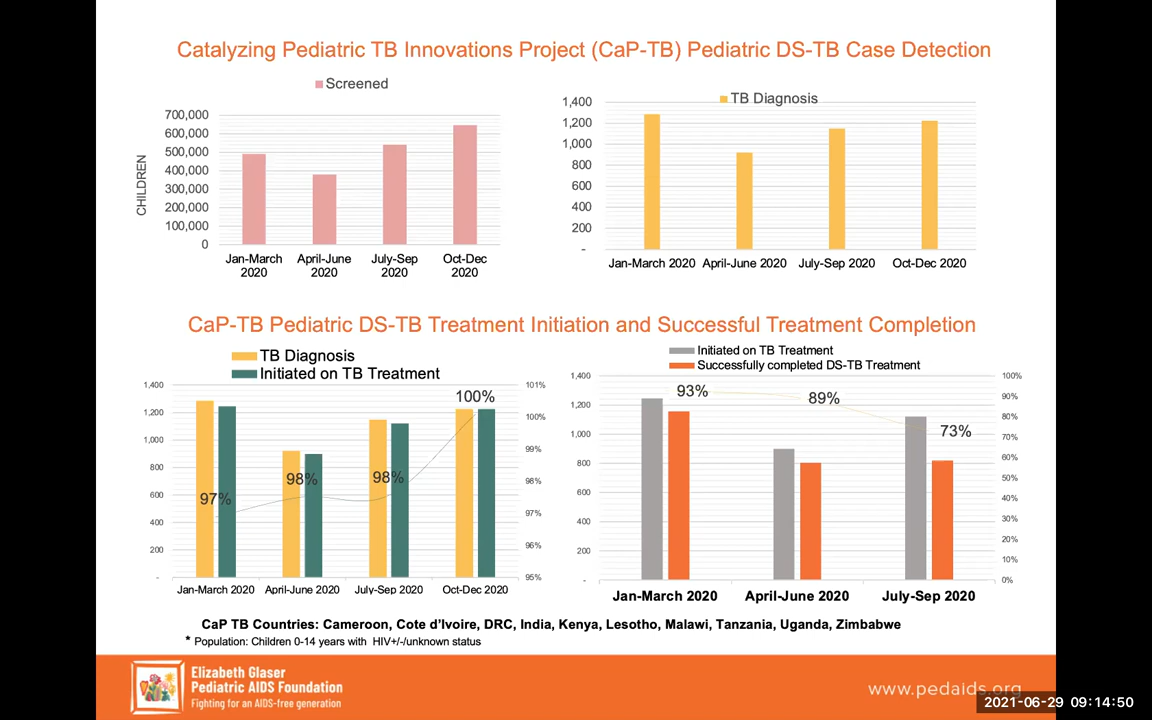 Catalyzing Pediatric TB Innovations Project (CaP-TB) Pediatric DS-TB Case Detection
Screened
CHILDREN
700,000
600,000
500,000
400,000
300,000
200,000
100,000
0
Jan-March 2020
April-June 2020
July-Sep 2020
Oct-Dec 2020
TB Diagnosis
1,400
1,200
1,000
800
600
400
200
-
Jan-March 2020
April-June 2020
July-Sep 2020
Oct-Dec 2020
CaP-TB Pediatric DS-TB Treatment Initiation and Successful Treatment Completion
TB Diagnosis
Initiated on TB Treatment
1,400
1,200
1,000
800
600
400
200
-
97%
98%
98%
100%
101%
100%
99%
98%
97%
96%
95%
Jan-March 2020
April-June 2020
July-Sep 2020
Oct-Dec 2020
Initiated on TB Treatment
Successfully completed DS-TB Treatment
1,400
1,200
1,000
800
600
400
200
-
93%
89%
73%
100%
90%
80%
70%
60%
50%
40%
30%
20%
10%
0%
Jan-March 2020
April-June 2020
July-Sep 2020
CaP TB Countries: Cameroon, Cote d'Ivoire, DRC, India, Kenya, Lesotho, Malawi, Tanzania, Uganda, Zimbabwe
* Population: Children 0-14 years with HIV+/-/unknown status
Elizabeth Glaser
Pediatric AIDS Foundation
Fighting for an AIDS-free generation
www.pedaids.org
2021-06-29 09:14:50